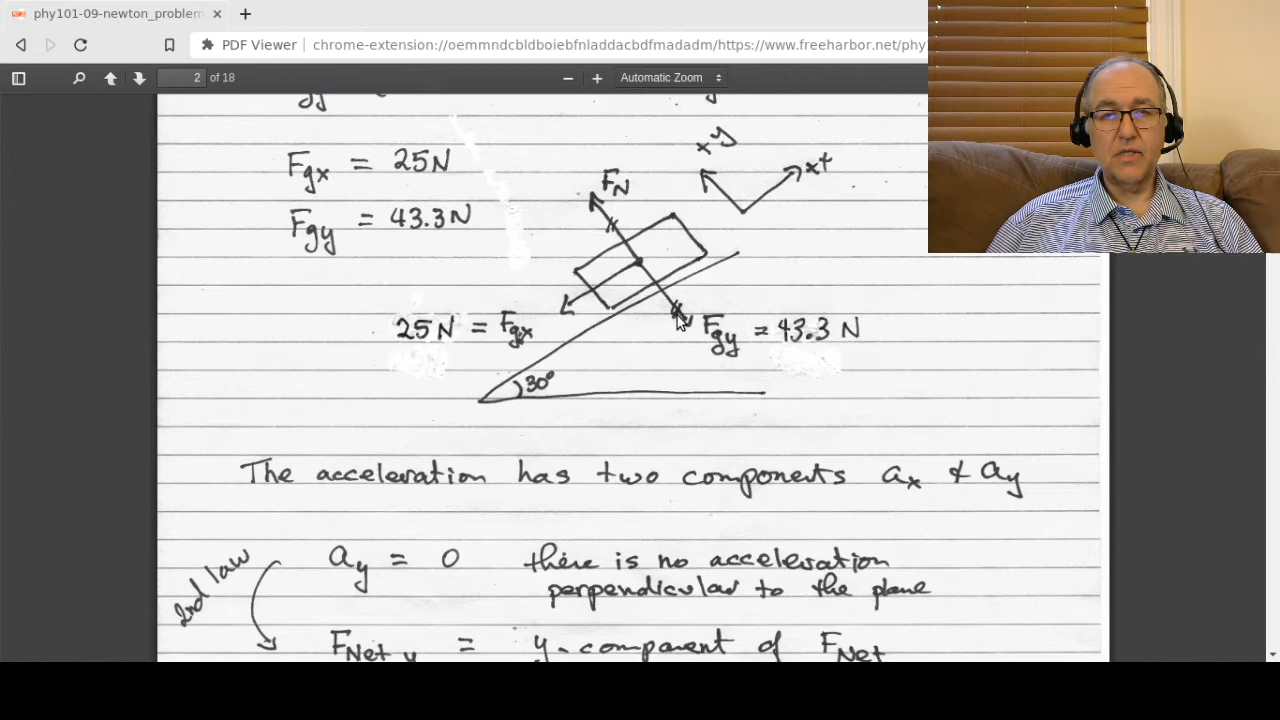 phy101-09-newton_problem
PDF Viewer
chrome-extension://oemmndcbldboiebfnladdacbdfmadadm/https://www.freeharbor.net/phy
2 of 18
Automatic Zoom
Fgx = 25N
Fgy = 43.3N
xy
x+
FN
25N = Fgx
Fgy = 43.3 N
30°
The acceleration has two components ax & ay
2nd law
ay = 0 there is no acceleration
perpendicular to the plane
FNet y = y-component of FNet